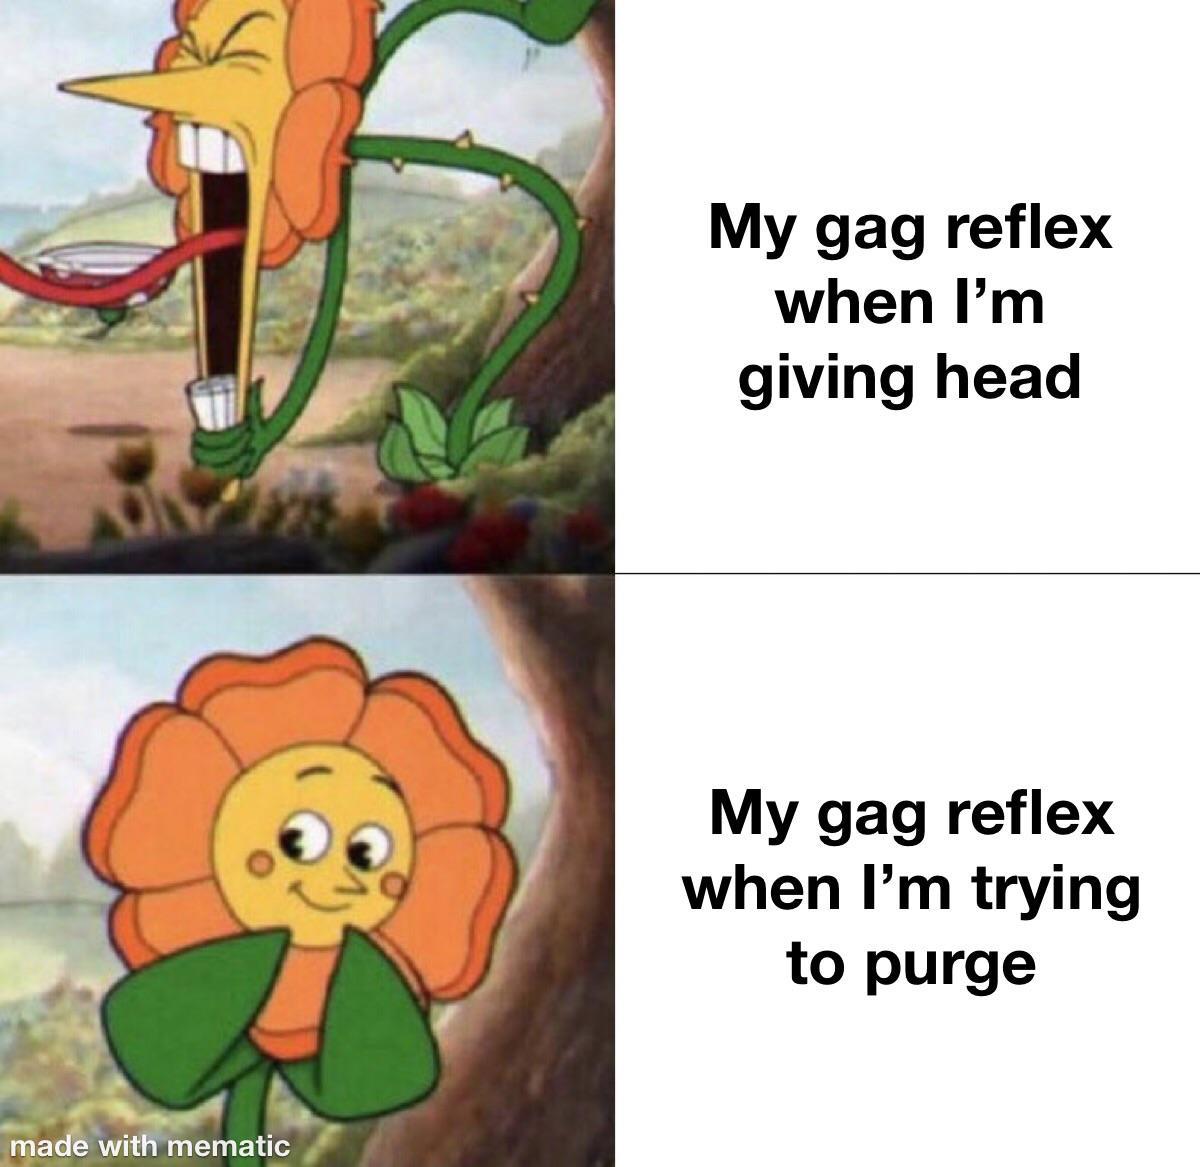 My gag reflex
when I’m
giving head
My gag reflex
when I’m trying
to purge
made with mematic